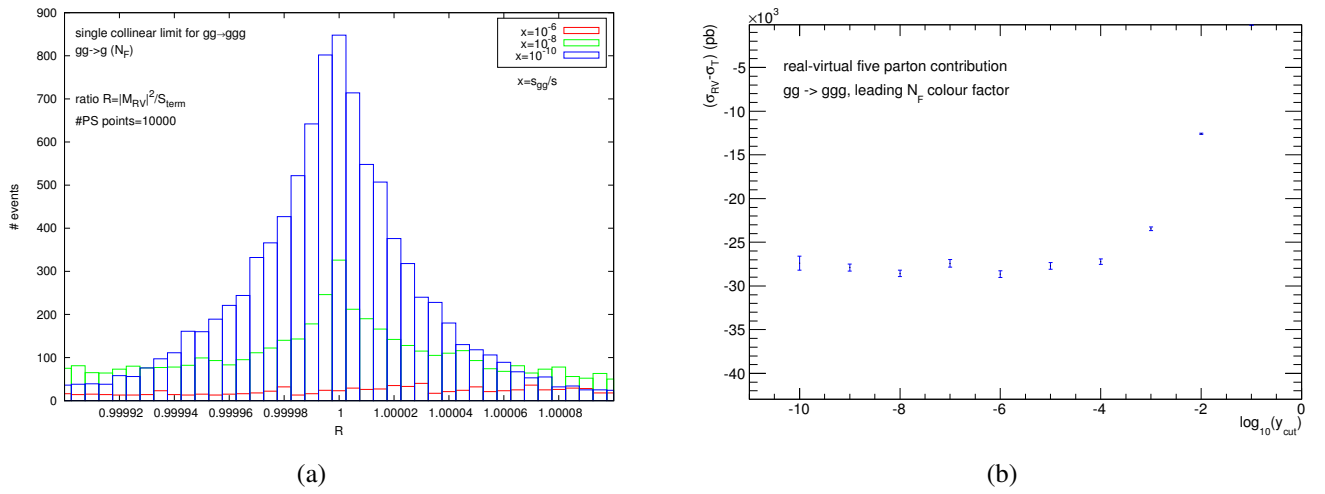 900
800
700
600
500
400
300
200
100
0
# events
single collinear limit for gg→ggg
gg->g (N_F)
ratio R=|M_RV|^2/S_term
#PS points=10000
x=10^-6
x=10^-8
x=10^-10
x=s_gg/s
0.99992 0.99994 0.99996 0.99998 1 1.00002 1.00004 1.00006 1.00008
R
(a)
×10^3
(σ_RV-σ_T) (pb)
-5
-10
-15
-20
-25
-30
-35
-40
real-virtual five parton contribution
gg -> ggg, leading N_F colour factor
-10 -8 -6 -4 -2 0
log_10(y_cut)
(b)